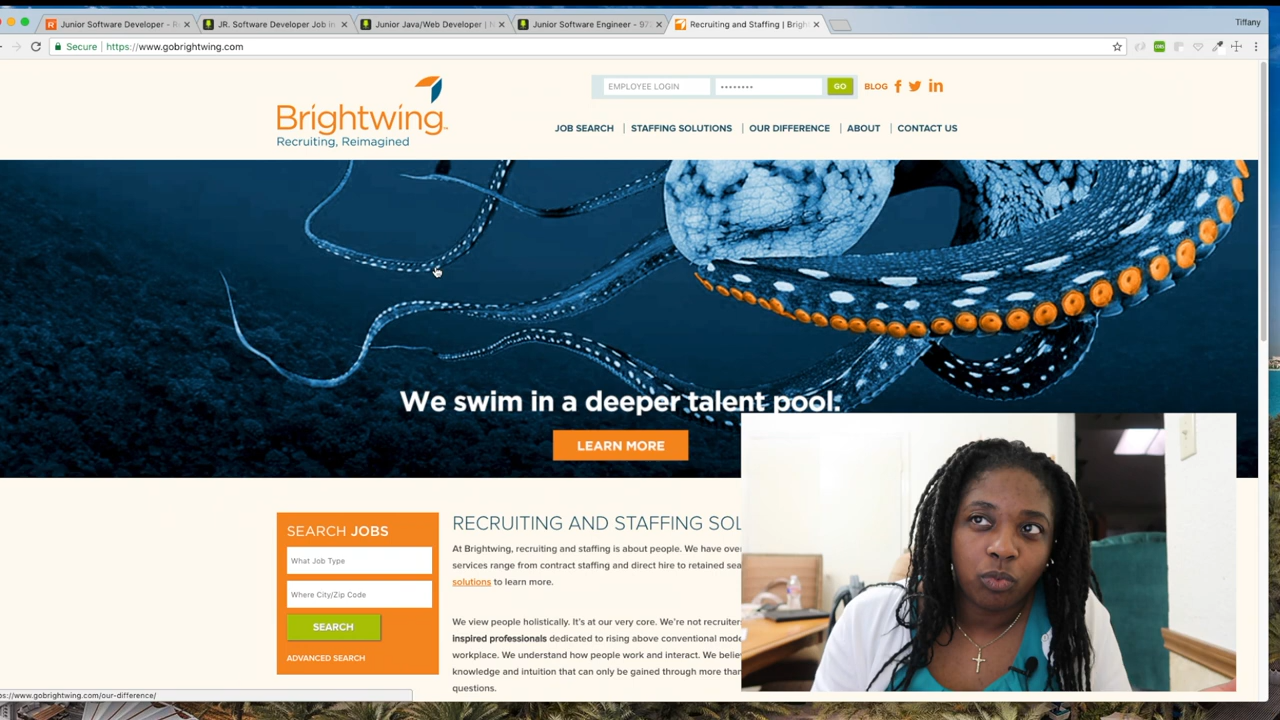 Junior Software Developer - R
JR. Software Developer Job in
Junior Java/Web Developer | N
Junior Software Engineer - 97
Recruiting and Staffing | Brigh
Tiffany
Secure
https://www.gobrightwing.com
Brightwing
Recruiting, Reimagined
EMPLOYEE LOGIN
GO
BLOG
JOB SEARCH
STAFFING SOLUTIONS
OUR DIFFERENCE
ABOUT
CONTACT US
We swim in a deeper talent pool.
LEARN MORE
SEARCH JOBS
What Job Type
Where City/Zip Code
SEARCH
ADVANCED SEARCH
RECRUITING AND STAFFING SOL
At Brightwing, recruiting and staffing is about people. We have ove
services range from contract staffing and direct hire to retained sea
solutions to learn more.
We view people holistically. It's at our very core. We're not recruiter
inspired professionals dedicated to rising above conventional mode
workplace. We understand how people work and interact. We belie
knowledge and intuition that can only be gained through more than
questions.
ps://www.gobrightwing.com/our-difference/